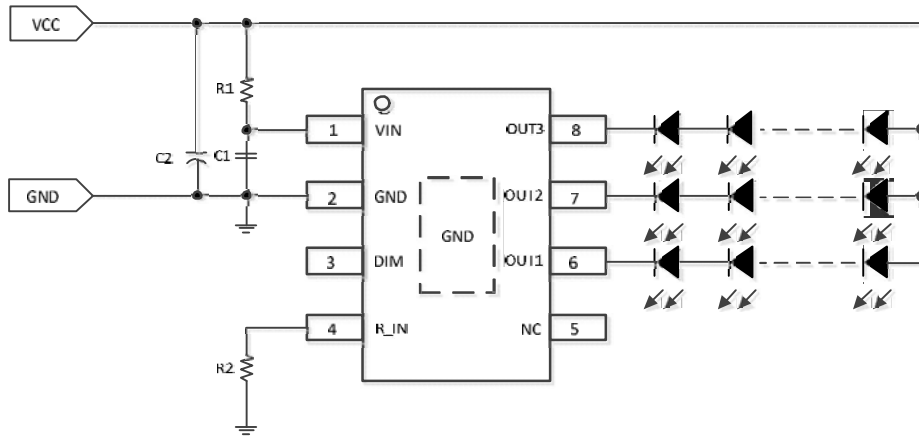 VCC
R1
1 VIN OUT3 8
C2 C1
GND 2 GND OUT2 7
GND
3 DIM OUT1 6
4 R_IN NC 5
R2